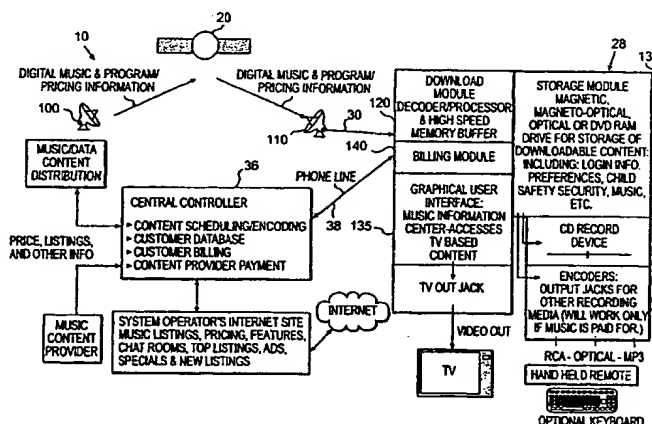 10
20
DIGITAL MUSIC & PROGRAM/
PRICING INFORMATION
100
DIGITAL MUSIC & PROGRAM/
PRICING INFORMATION
110
30
MUSIC/DATA
CONTENT
DISTRIBUTION
PRICE, LISTINGS,
AND OTHER INFO
MUSIC
CONTENT
PROVIDER
36
CENTRAL CONTROLLER
CONTENT SCHEDULING/ENCODING
CUSTOMER DATABASE
CUSTOMER BILLING
CONTENT PROVIDER PAYMENT
PHONE LINE
38
SYSTEM OPERATOR'S INTERNET SITE
MUSIC LISTINGS, PRICING, FEATURES,
CHAT ROOMS, TOP LISTINGS, ADS,
SPECIALS & NEW LISTINGS
INTERNET
120
140
135
DOWNLOAD
MODULE
DECODER/PROCESSOR
& HIGH SPEED
MEMORY BUFFER
BILLING MODULE
GRAPHICAL USER
INTERFACE:
MUSIC INFORMATION
CENTER-ACCESSES
TV BASED
CONTENT
TV OUT JACK
VIDEO OUT
TV
28
13
STORAGE MODULE
MAGNETIC,
MAGNETO-OPTICAL,
OPTICAL OR DVD RAM
DRIVE FOR STORAGE OF
DOWNLOADABLE CONTENT:
INCLUDING: LOGIN INFO.
PREFERENCES, CHILD
SAFETY SECURITY, MUSIC,
ETC.
CD RECORD
DEVICE
ENCODERS:
OUTPUT JACKS FOR
OTHER RECORDING
MEDIA (WILL WORK ONLY
IF MUSIC IS PAID FOR.)
RCA - OPTICAL - MP3
HAND HELD REMOTE
OPTIONAL KEYBOARD